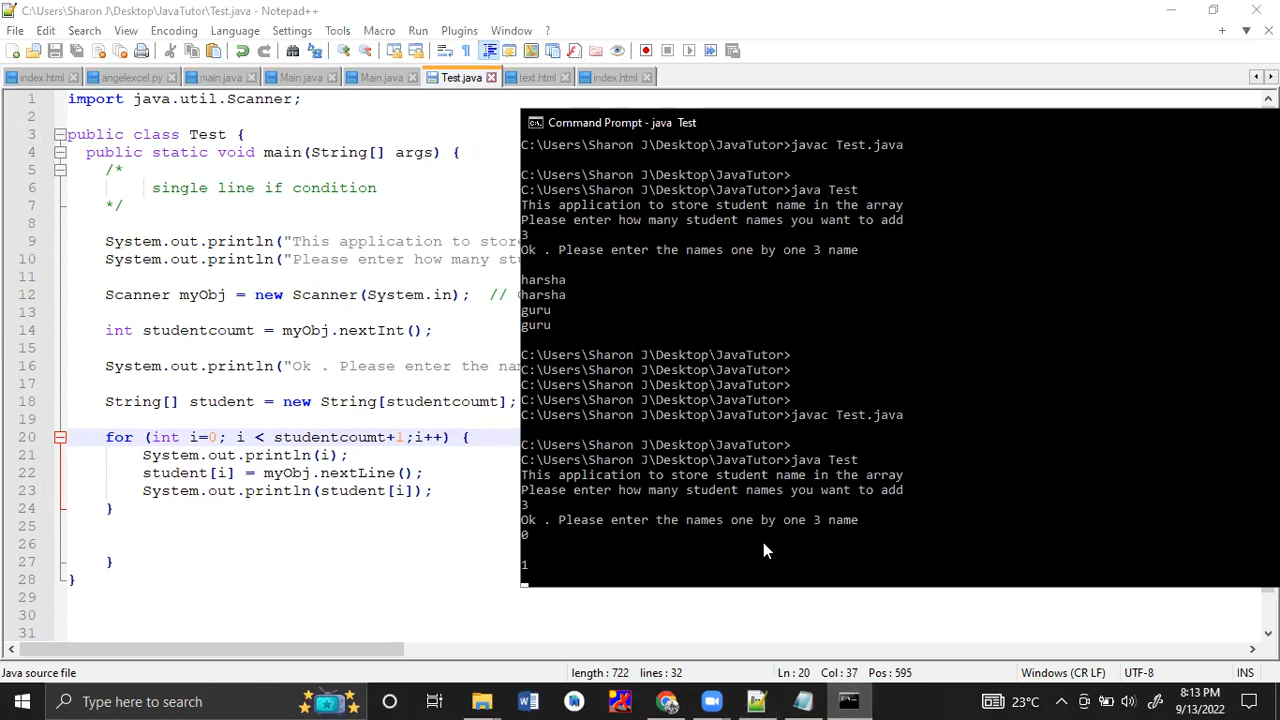 C:\Users\Sharon J\Desktop\JavaTutor\Test.java - Notepad++
File Edit Search View Encoding Language Settings Tools Macro Run Plugins Window ?
index.html angelexcel.py main.java Main.java Main.java Test.java text.html index.html
1 import java.util.Scanner;
2
3 public class Test {
4 public static void main(String[] args) {
5 /*
6 single line if condition
7 */
8
9 System.out.println("This application to store
10 System.out.println("Please enter how many stu
11
12 Scanner myObj = new Scanner(System.in); //
13
14 int studentcoumt = myObj.nextInt();
15
16 System.out.println("Ok . Please enter the na
17
18 String[] student = new String[studentcoumt];
19
20 for (int i=0; i < studentcoumt+1;i++) {
21 System.out.println(i);
22 student[i] = myObj.nextLine();
23 System.out.println(student[i]);
24 }
25
26
27 }
28 }
29
30
31
Command Prompt - java Test
C:\Users\Sharon J\Desktop\JavaTutor>javac Test.java
C:\Users\Sharon J\Desktop\JavaTutor>
C:\Users\Sharon J\Desktop\JavaTutor>java Test
This application to store student name in the array
Please enter how many student names you want to add
3
Ok . Please enter the names one by one 3 name
harsha
harsha
guru
guru
C:\Users\Sharon J\Desktop\JavaTutor>
C:\Users\Sharon J\Desktop\JavaTutor>
C:\Users\Sharon J\Desktop\JavaTutor>
C:\Users\Sharon J\Desktop\JavaTutor>
C:\Users\Sharon J\Desktop\JavaTutor>javac Test.java
C:\Users\Sharon J\Desktop\JavaTutor>
C:\Users\Sharon J\Desktop\JavaTutor>java Test
This application to store student name in the array
Please enter how many student names you want to add
3
Ok . Please enter the names one by one 3 name
0
1
Java source file length : 722 lines : 32 Ln : 20 Col : 37 Pos : 595 Windows (CR LF) UTF-8 INS
Type here to search 23°C 8:13 PM
9/13/2022